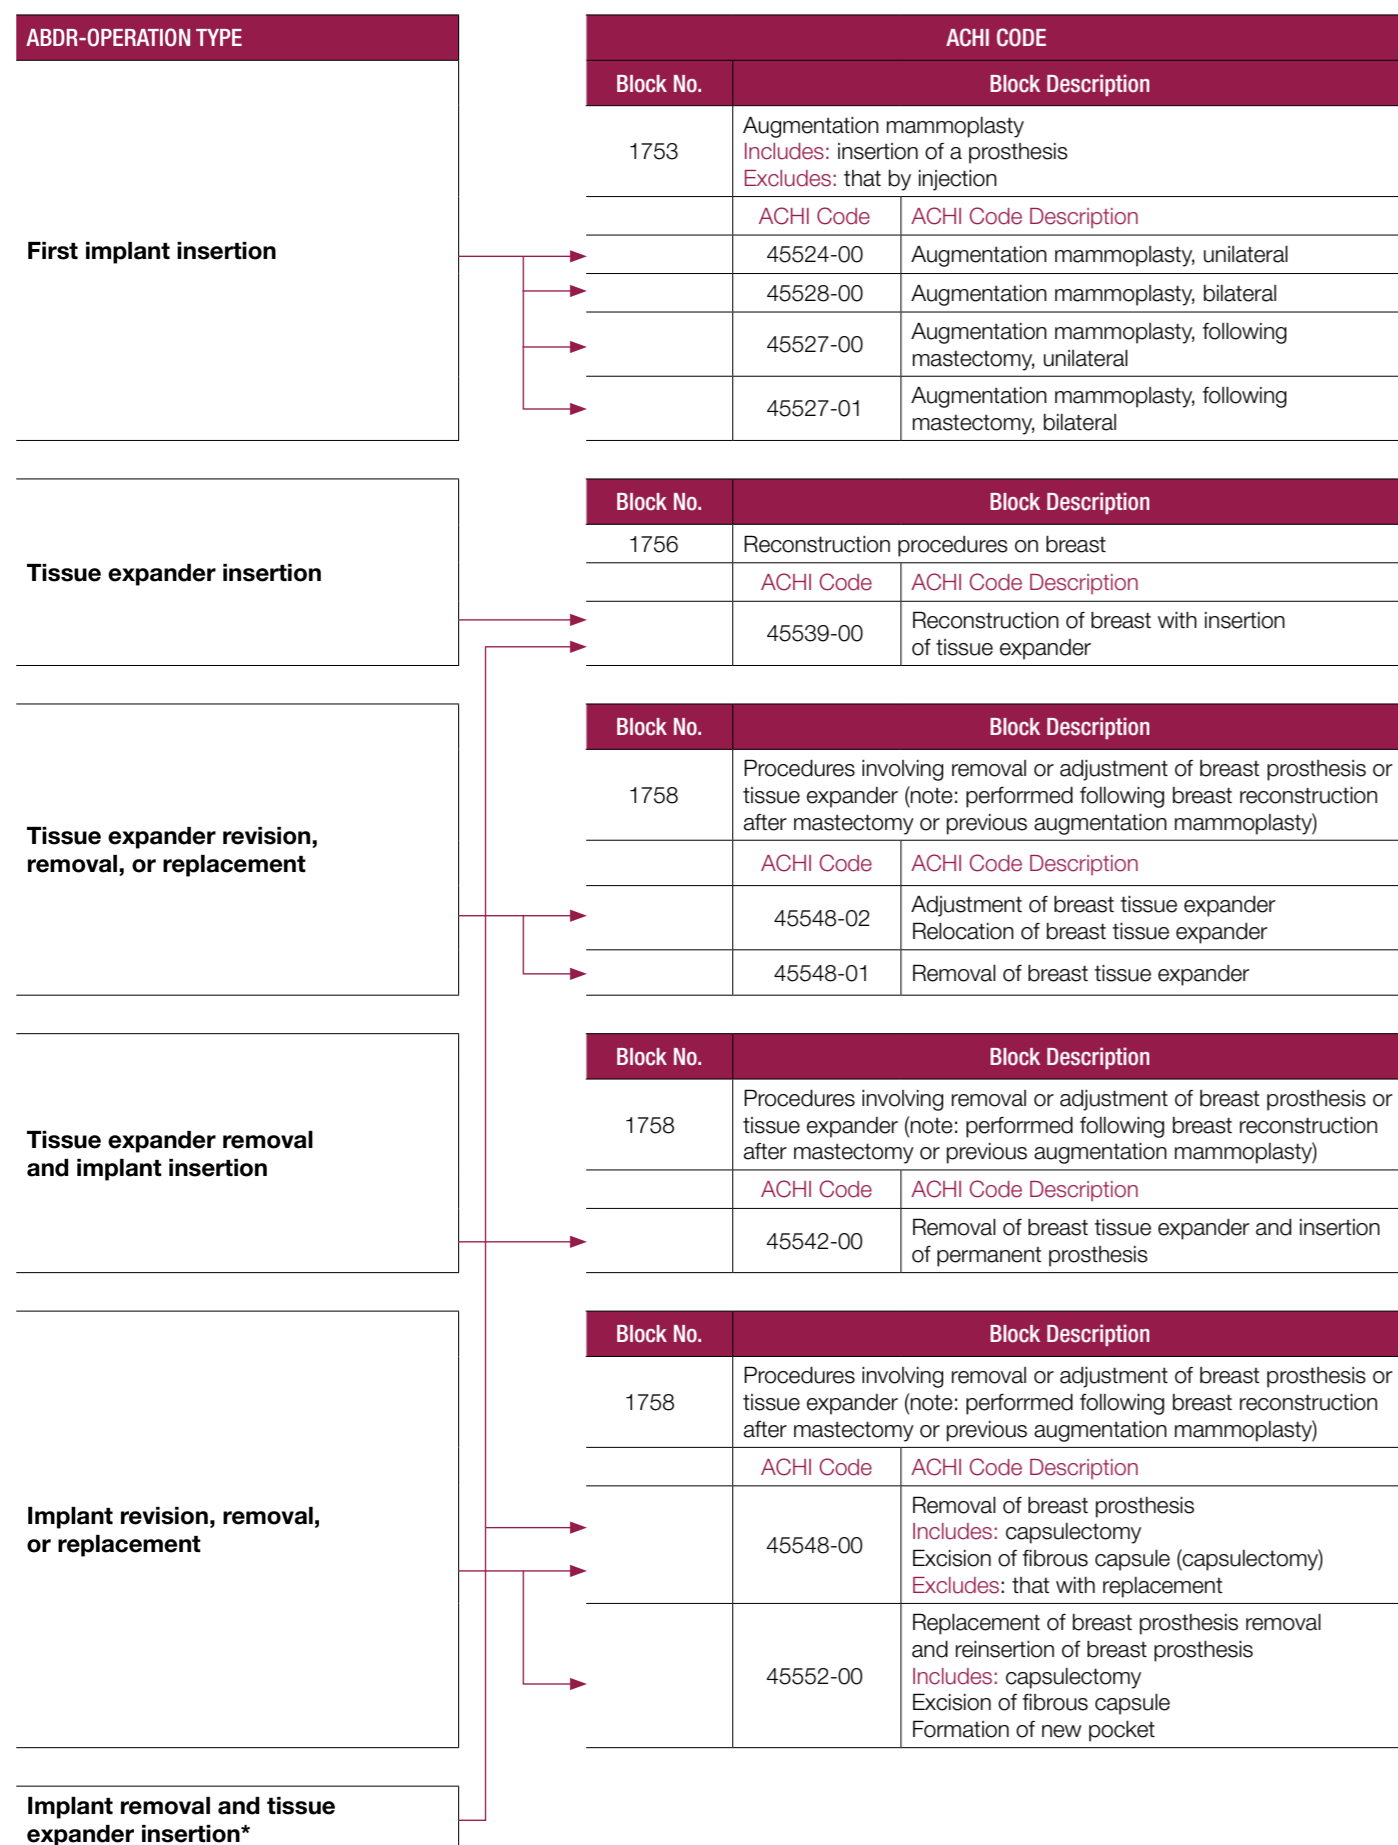 ABDR-OPERATION TYPE
ACHI CODE
Block No.
Block Description
First implant insertion
1753
Augmentation mammoplasty
Includes: insertion of a prosthesis
Excludes: that by injection
ACHI Code
ACHI Code Description
45524-00
Augmentation mammoplasty, unilateral
45528-00
Augmentation mammoplasty, bilateral
45527-00
Augmentation mammoplasty, following
mastectomy, unilateral
45527-01
Augmentation mammoplasty, following
mastectomy, bilateral
Tissue expander insertion
Block No.
Block Description
1756
Reconstruction procedures on breast
ACHI Code
ACHI Code Description
45539-00
Reconstruction of breast with insertion
of tissue expander
Tissue expander revision,
removal, or replacement
Block No.
Block Description
1758
Procedures involving removal or adjustment of breast prosthesis or
tissue expander (note: perforrmed following breast reconstruction
after mastectomy or previous augmentation mammoplasty)
ACHI Code
ACHI Code Description
45548-02
Adjustment of breast tissue expander
Relocation of breast tissue expander
45548-01
Removal of breast tissue expander
Tissue expander removal
and implant insertion
Block No.
Block Description
1758
Procedures involving removal or adjustment of breast prosthesis or
tissue expander (note: perforrmed following breast reconstruction
after mastectomy or previous augmentation mammoplasty)
ACHI Code
ACHI Code Description
45542-00
Removal of breast tissue expander and insertion
of permanent prosthesis
Implant revision, removal,
or replacement
Block No.
Block Description
1758
Procedures involving removal or adjustment of breast prosthesis or
tissue expander (note: perforrmed following breast reconstruction
after mastectomy or previous augmentation mammoplasty)
ACHI Code
ACHI Code Description
45548-00
Removal of breast prosthesis
Includes: capsulectomy
Excision of fibrous capsule (capsulectomy)
Excludes: that with replacement
45552-00
Replacement of breast prosthesis removal
and reinsertion of breast prosthesis
Includes: capsulectomy
Excision of fibrous capsule
Formation of new pocket
Implant removal and tissue
expander insertion*